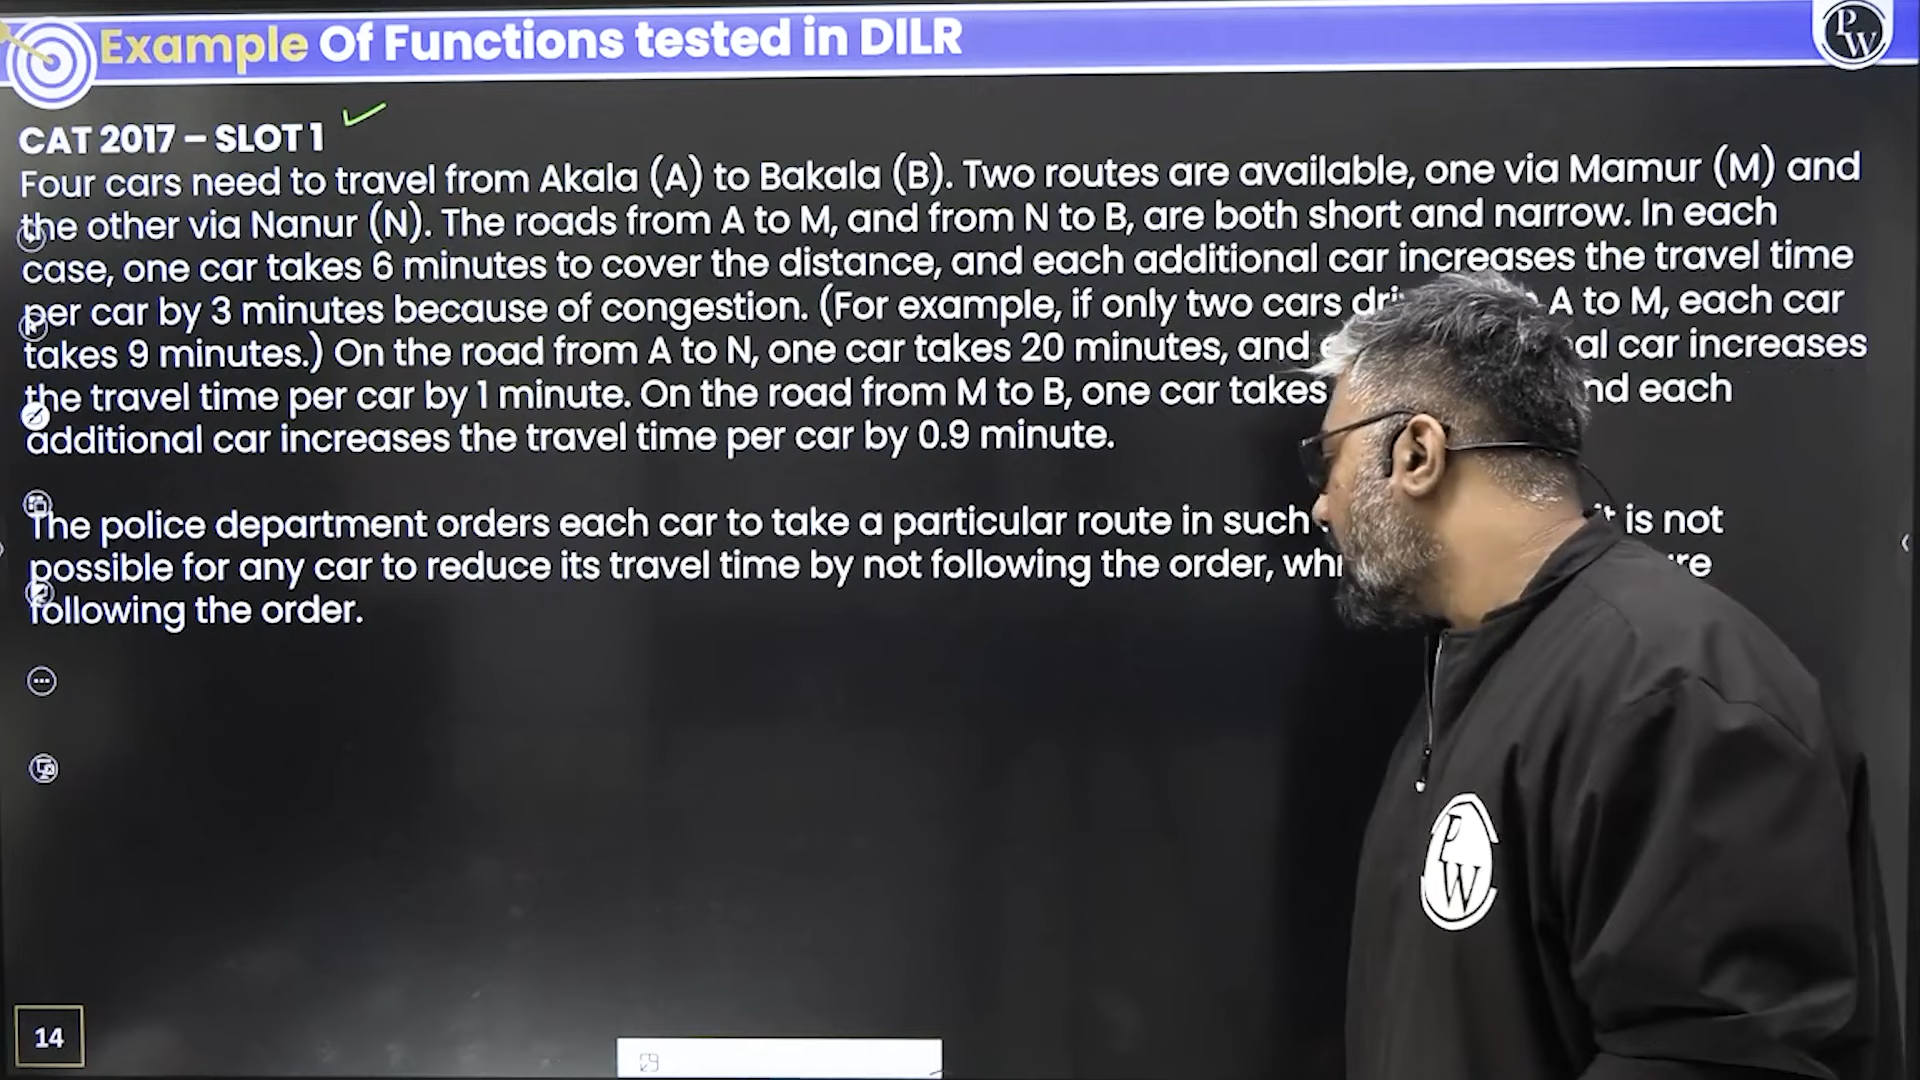 Example Of Functions tested in DILR
PW
CAT 2017 – SLOT 1
Four cars need to travel from Akala (A) to Bakala (B). Two routes are available, one via Mamur (M) and
the other via Nanur (N). The roads from A to M, and from N to B, are both short and narrow. In each
case, one car takes 6 minutes to cover the distance, and each additional car increases the travel time
per car by 3 minutes because of congestion. (For example, if only two cars A to M, each car
takes 9 minutes.) On the road from A to N, one car takes 20 minutes, and car increases
the travel time per car by 1 minute. On the road from M to B, one car takes each
additional car increases the travel time per car by 0.9 minute.
The police department orders each car to take a particular route in such it is not
possible for any car to reduce its travel time by not following the order,
following the order.
PW
14